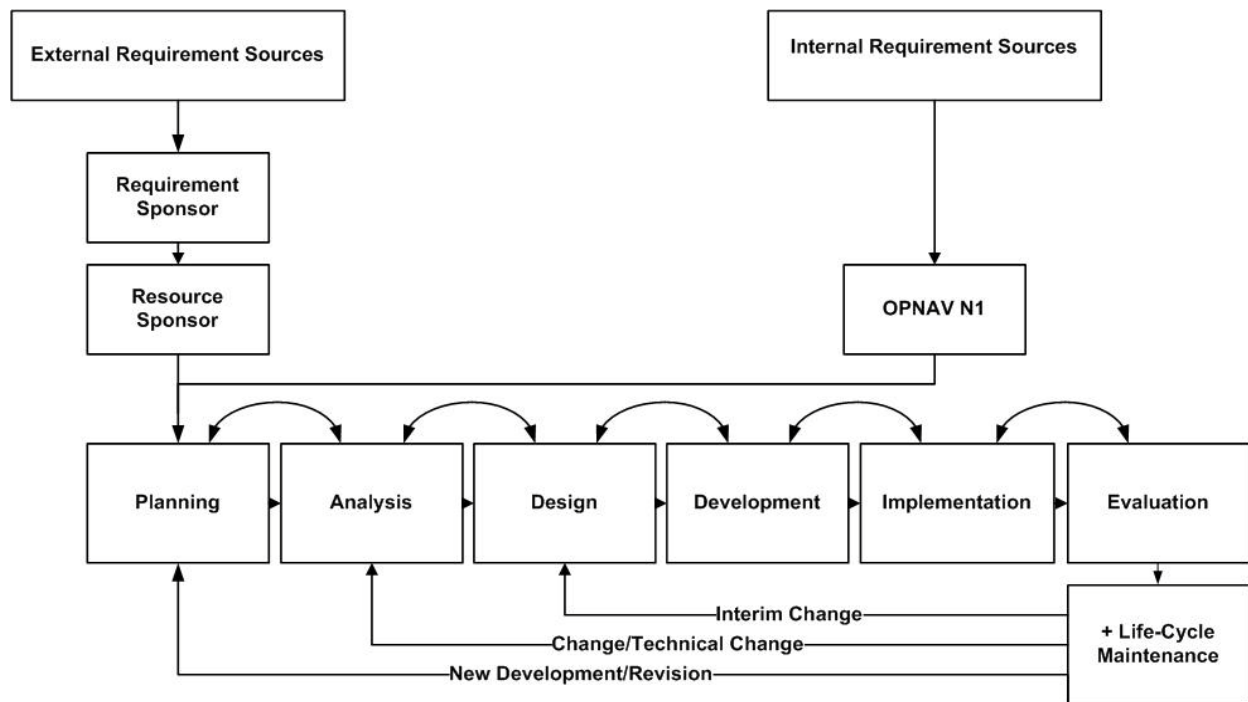 External Requirement Sources
Internal Requirement Sources
Requirement
Sponsor
Resource
Sponsor
OPNAV N1
Planning
Analysis
Design
Development
Implementation
Evaluation
Interim Change
Change/Technical Change
New Development/Revision
+ Life-Cycle
Maintenance